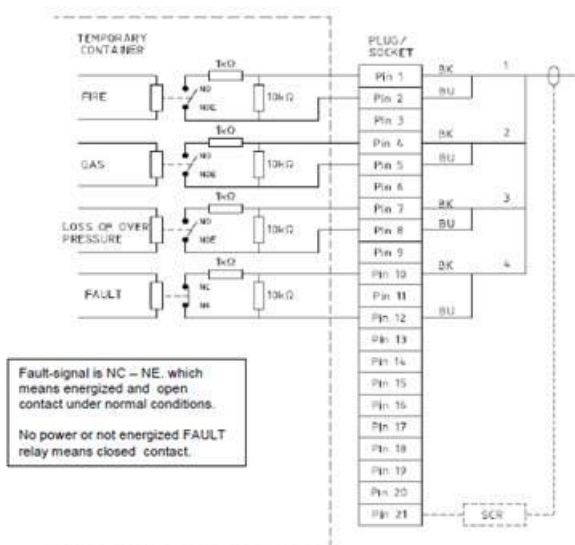 TEMPORARY
CONTAINER
PLUG/
SOCKET
1kΩ
NO
NDE
10kΩ
FIRE
Pin 1
BK
1
Pin 2
BU
Pin 3
1kΩ
NO
NDE
10kΩ
GAS
Pin 4
BK
2
Pin 5
BU
Pin 6
1kΩ
NO
NDE
10kΩ
LOSS OF OVER
PRESSURE
Pin 7
BK
3
Pin 8
BU
Pin 9
1kΩ
NC
10kΩ
FAULT
Pin 10
BK
4
Pin 11
Pin 12
BU
Pin 13
Pin 14
Pin 15
Pin 16
Pin 17
Pin 18
Pin 19
Pin 20
Pin 21
SCR
Fault-signal is NC – NE. which
means energized and open
contact under normal conditions.
No power or not energized FAULT
relay means closed contact.